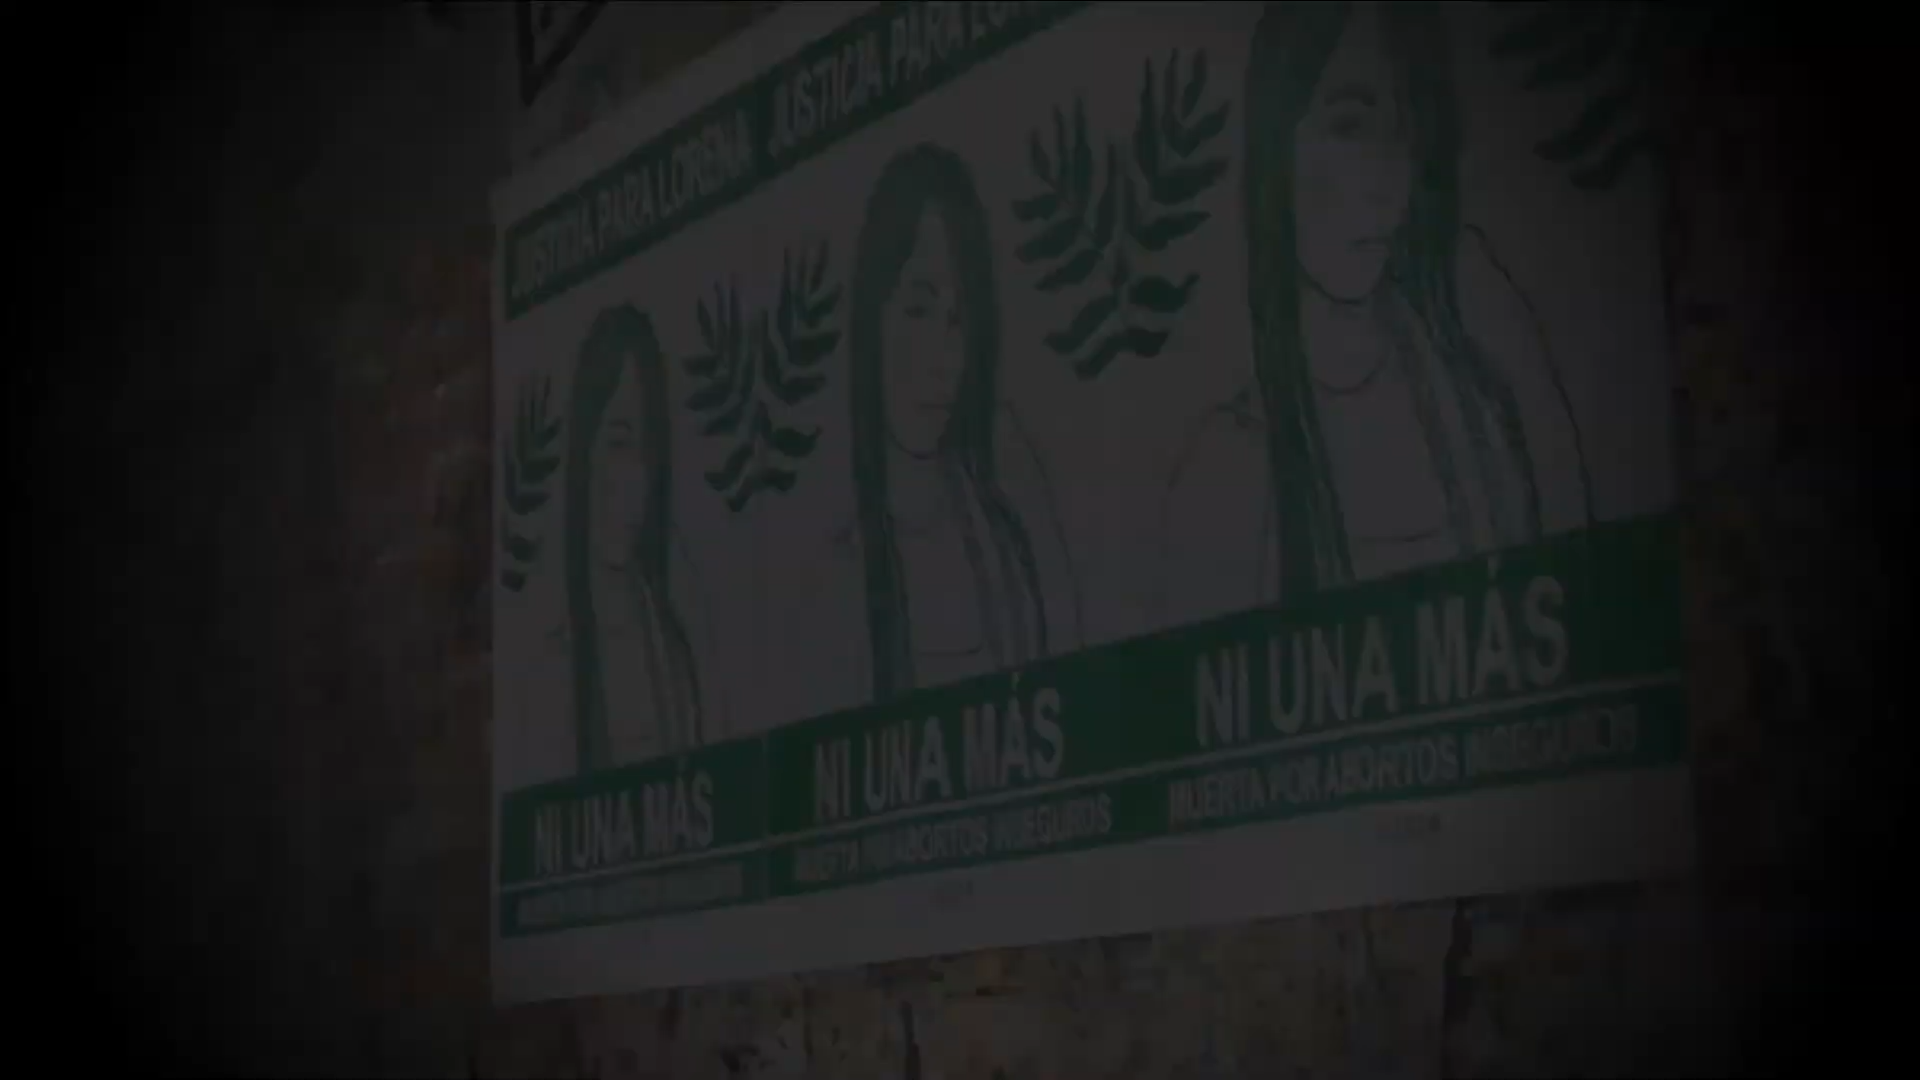 JUSTICIA PARA LORENA JUSTICIA PARA
NI UNA MÁS
NI UNA MÁS
MUERTA POR ABORTOS INSEGUROS
NI UNA MÁS
MUERTA POR ABORTOS INSEGUROS